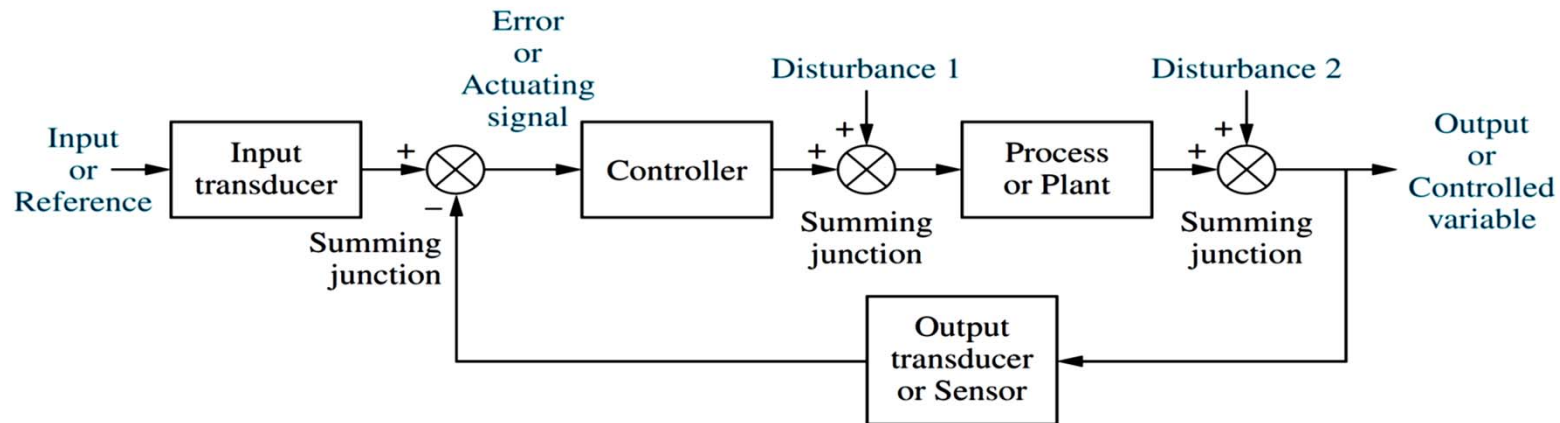 Error
or
Actuating
signal
Disturbance 1
Disturbance 2
Input
or
Reference
Input
transducer
+
−
Summing
junction
Controller
+
+
Summing
junction
Process
or Plant
+
+
Summing
junction
Output
or
Controlled
variable
Output
transducer
or Sensor